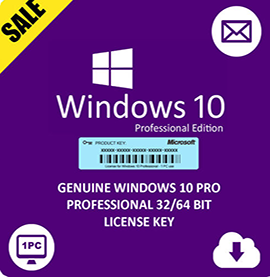 SALE
Windows 10
Professional Edition
PRODUCT KEY: Microsoft
GENUINE WINDOWS 10 PRO
PROFESSIONAL 32/64 BIT
LICENSE KEY
1PC